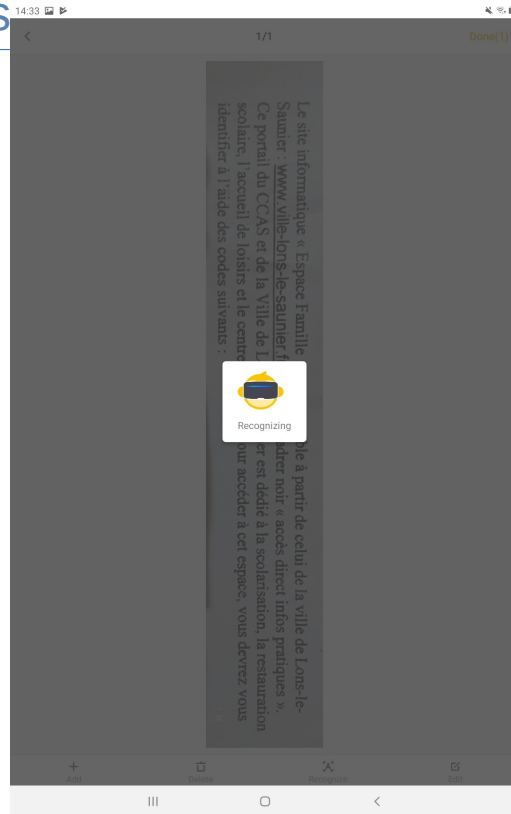 S
14:33
1/1
Done(1)
Le site informatique « Espace Famille ble à partir de celui de la ville de Lons-le-
Saunier : www.ville-lons-le-saunier.f adrer noir « accès direct infos pratiques ».
Ce portail du CCAS et de la Ville de L er est dédié à la scolarisation, la restauration
scolaire, l'accueil de loisirs et le centre our accéder à cet espace, vous devrez vous
identifier à l'aide des codes suivants :
Recognizing
Add
Delete
Recognize
Edit